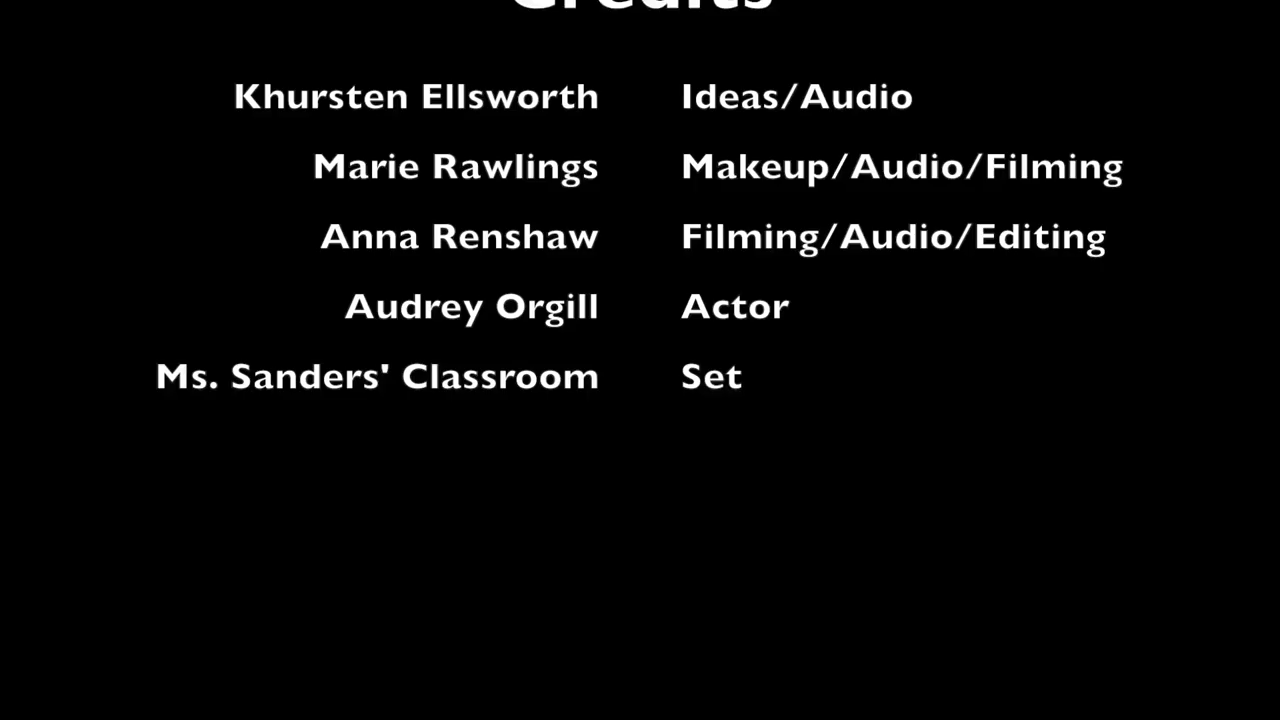 Credits
Khursten Ellsworth Ideas/Audio
Marie Rawlings Makeup/Audio/Filming
Anna Renshaw Filming/Audio/Editing
Audrey Orgill Actor
Ms. Sanders' Classroom Set